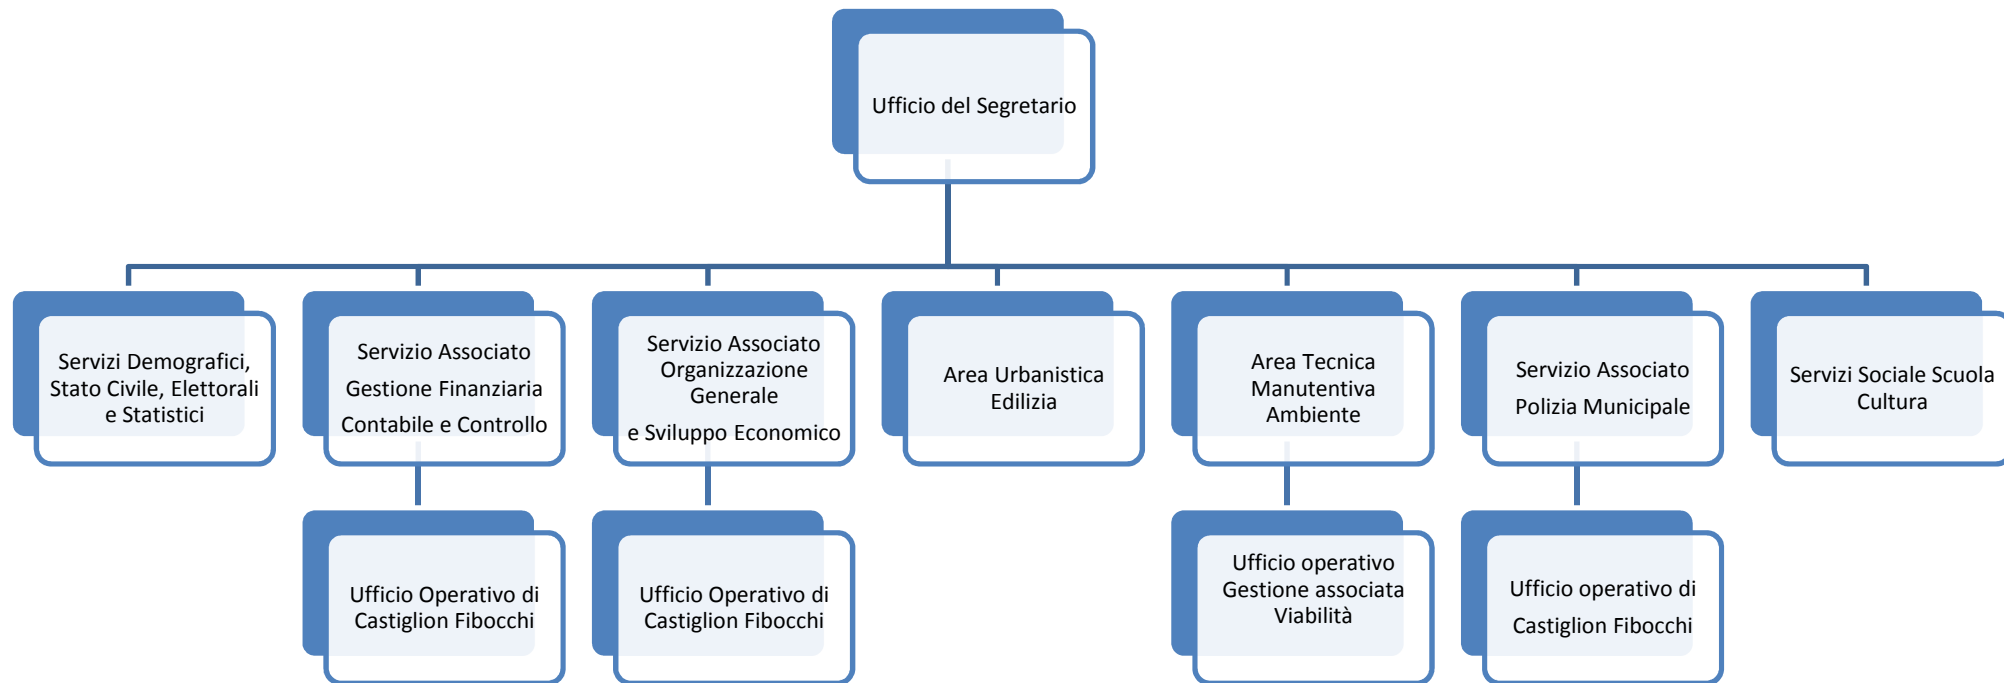 Ufficio del Segretario
Servizi Demografici,
Stato Civile, Elettorali
e Statistici
Servizio Associato
Gestione Finanziaria
Contabile e Controllo
Servizio Associato
Organizzazione
Generale
e Sviluppo Economico
Area Urbanistica
Edilizia
Area Tecnica
Manutentiva
Ambiente
Servizio Associato
Polizia Municipale
Servizi Sociale Scuola
Cultura
Ufficio Operativo di
Castiglion Fibocchi
Ufficio Operativo di
Castiglion Fibocchi
Ufficio operativo
Gestione associata
Viabilità
Ufficio operativo di
Castiglion Fibocchi